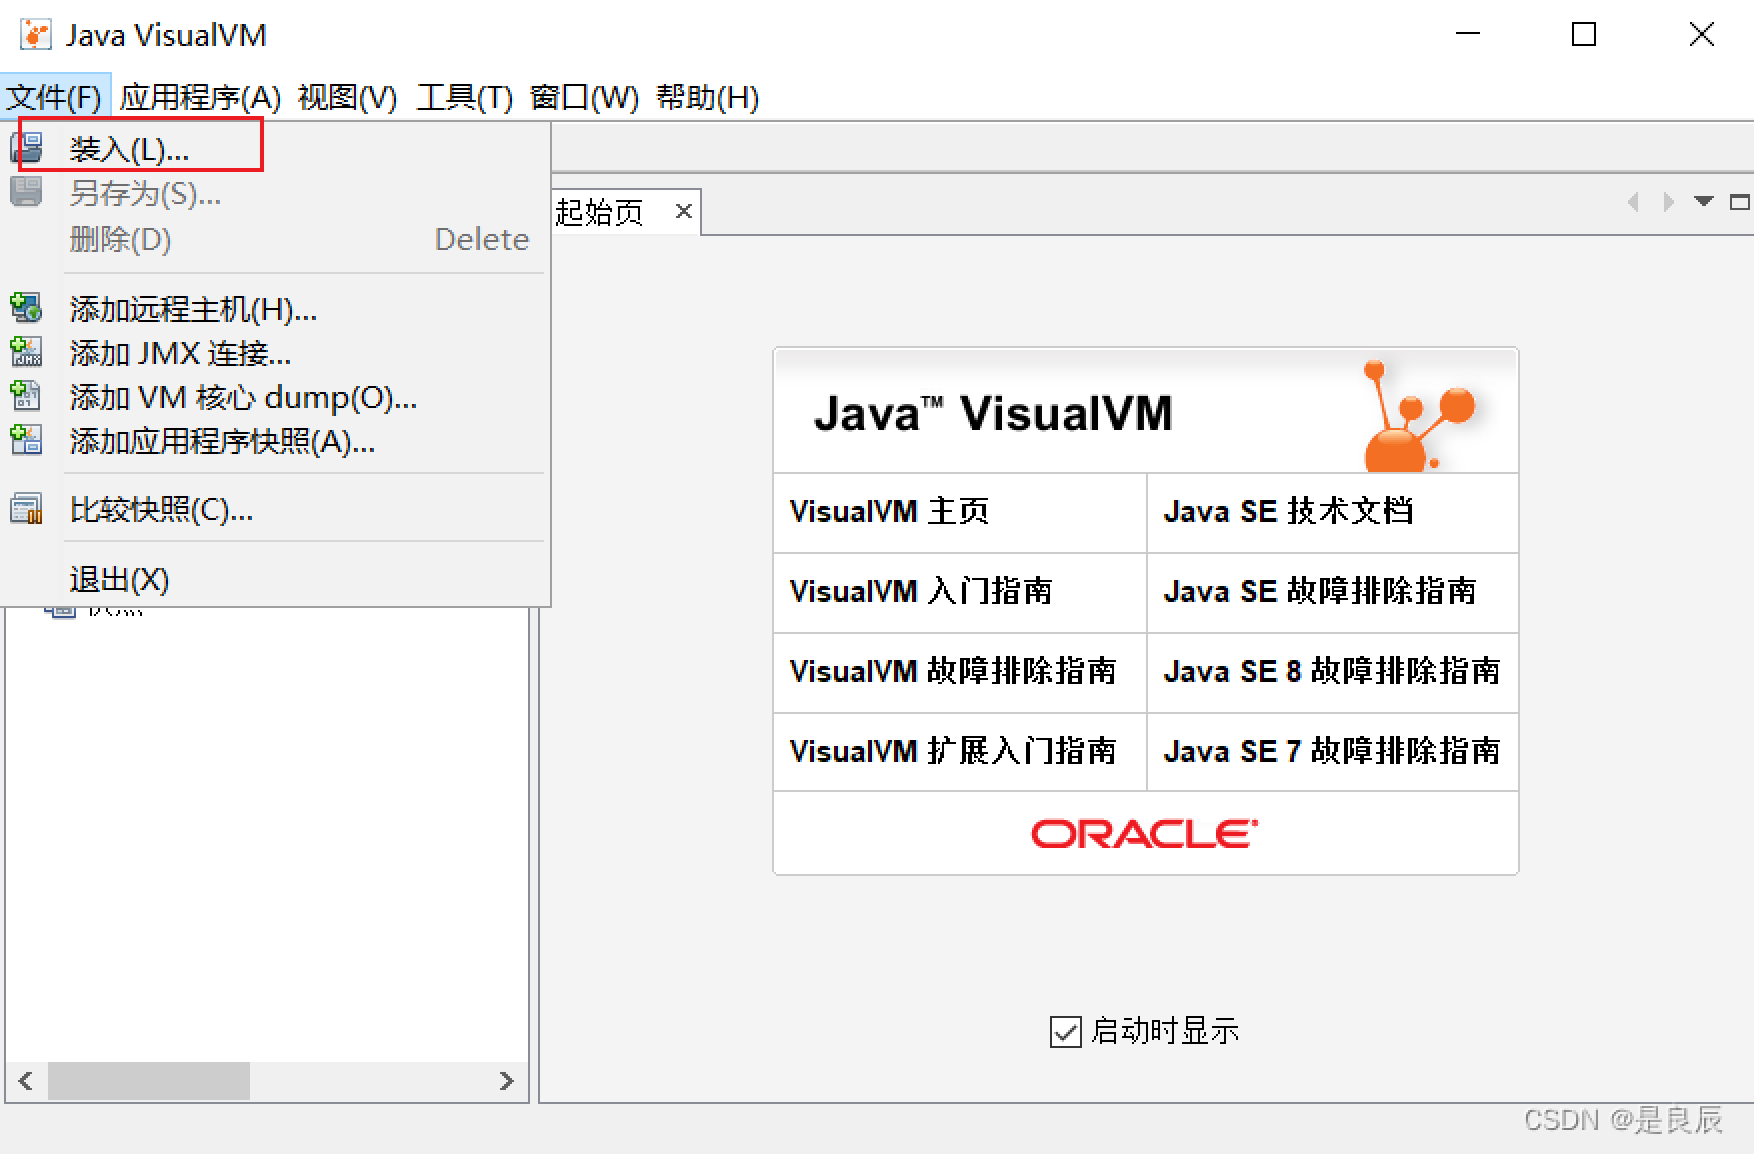 Java VisualVM
文件(F) 应用程序(A) 视图(V) 工具(T) 窗口(W) 帮助(H)
装入(L)...
另存为(S)...
删除(D) Delete
添加远程主机(H)...
添加 JMX 连接...
添加 VM 核心 dump(O)...
添加应用程序快照(A)...
比较快照(C)...
退出(X)
起始页
Java™ VisualVM
VisualVM 主页 Java SE 技术文档
VisualVM 入门指南 Java SE 故障排除指南
VisualVM 故障排除指南 Java SE 8 故障排除指南
VisualVM 扩展入门指南 Java SE 7 故障排除指南
ORACLE
启动时显示
CSDN @是良辰